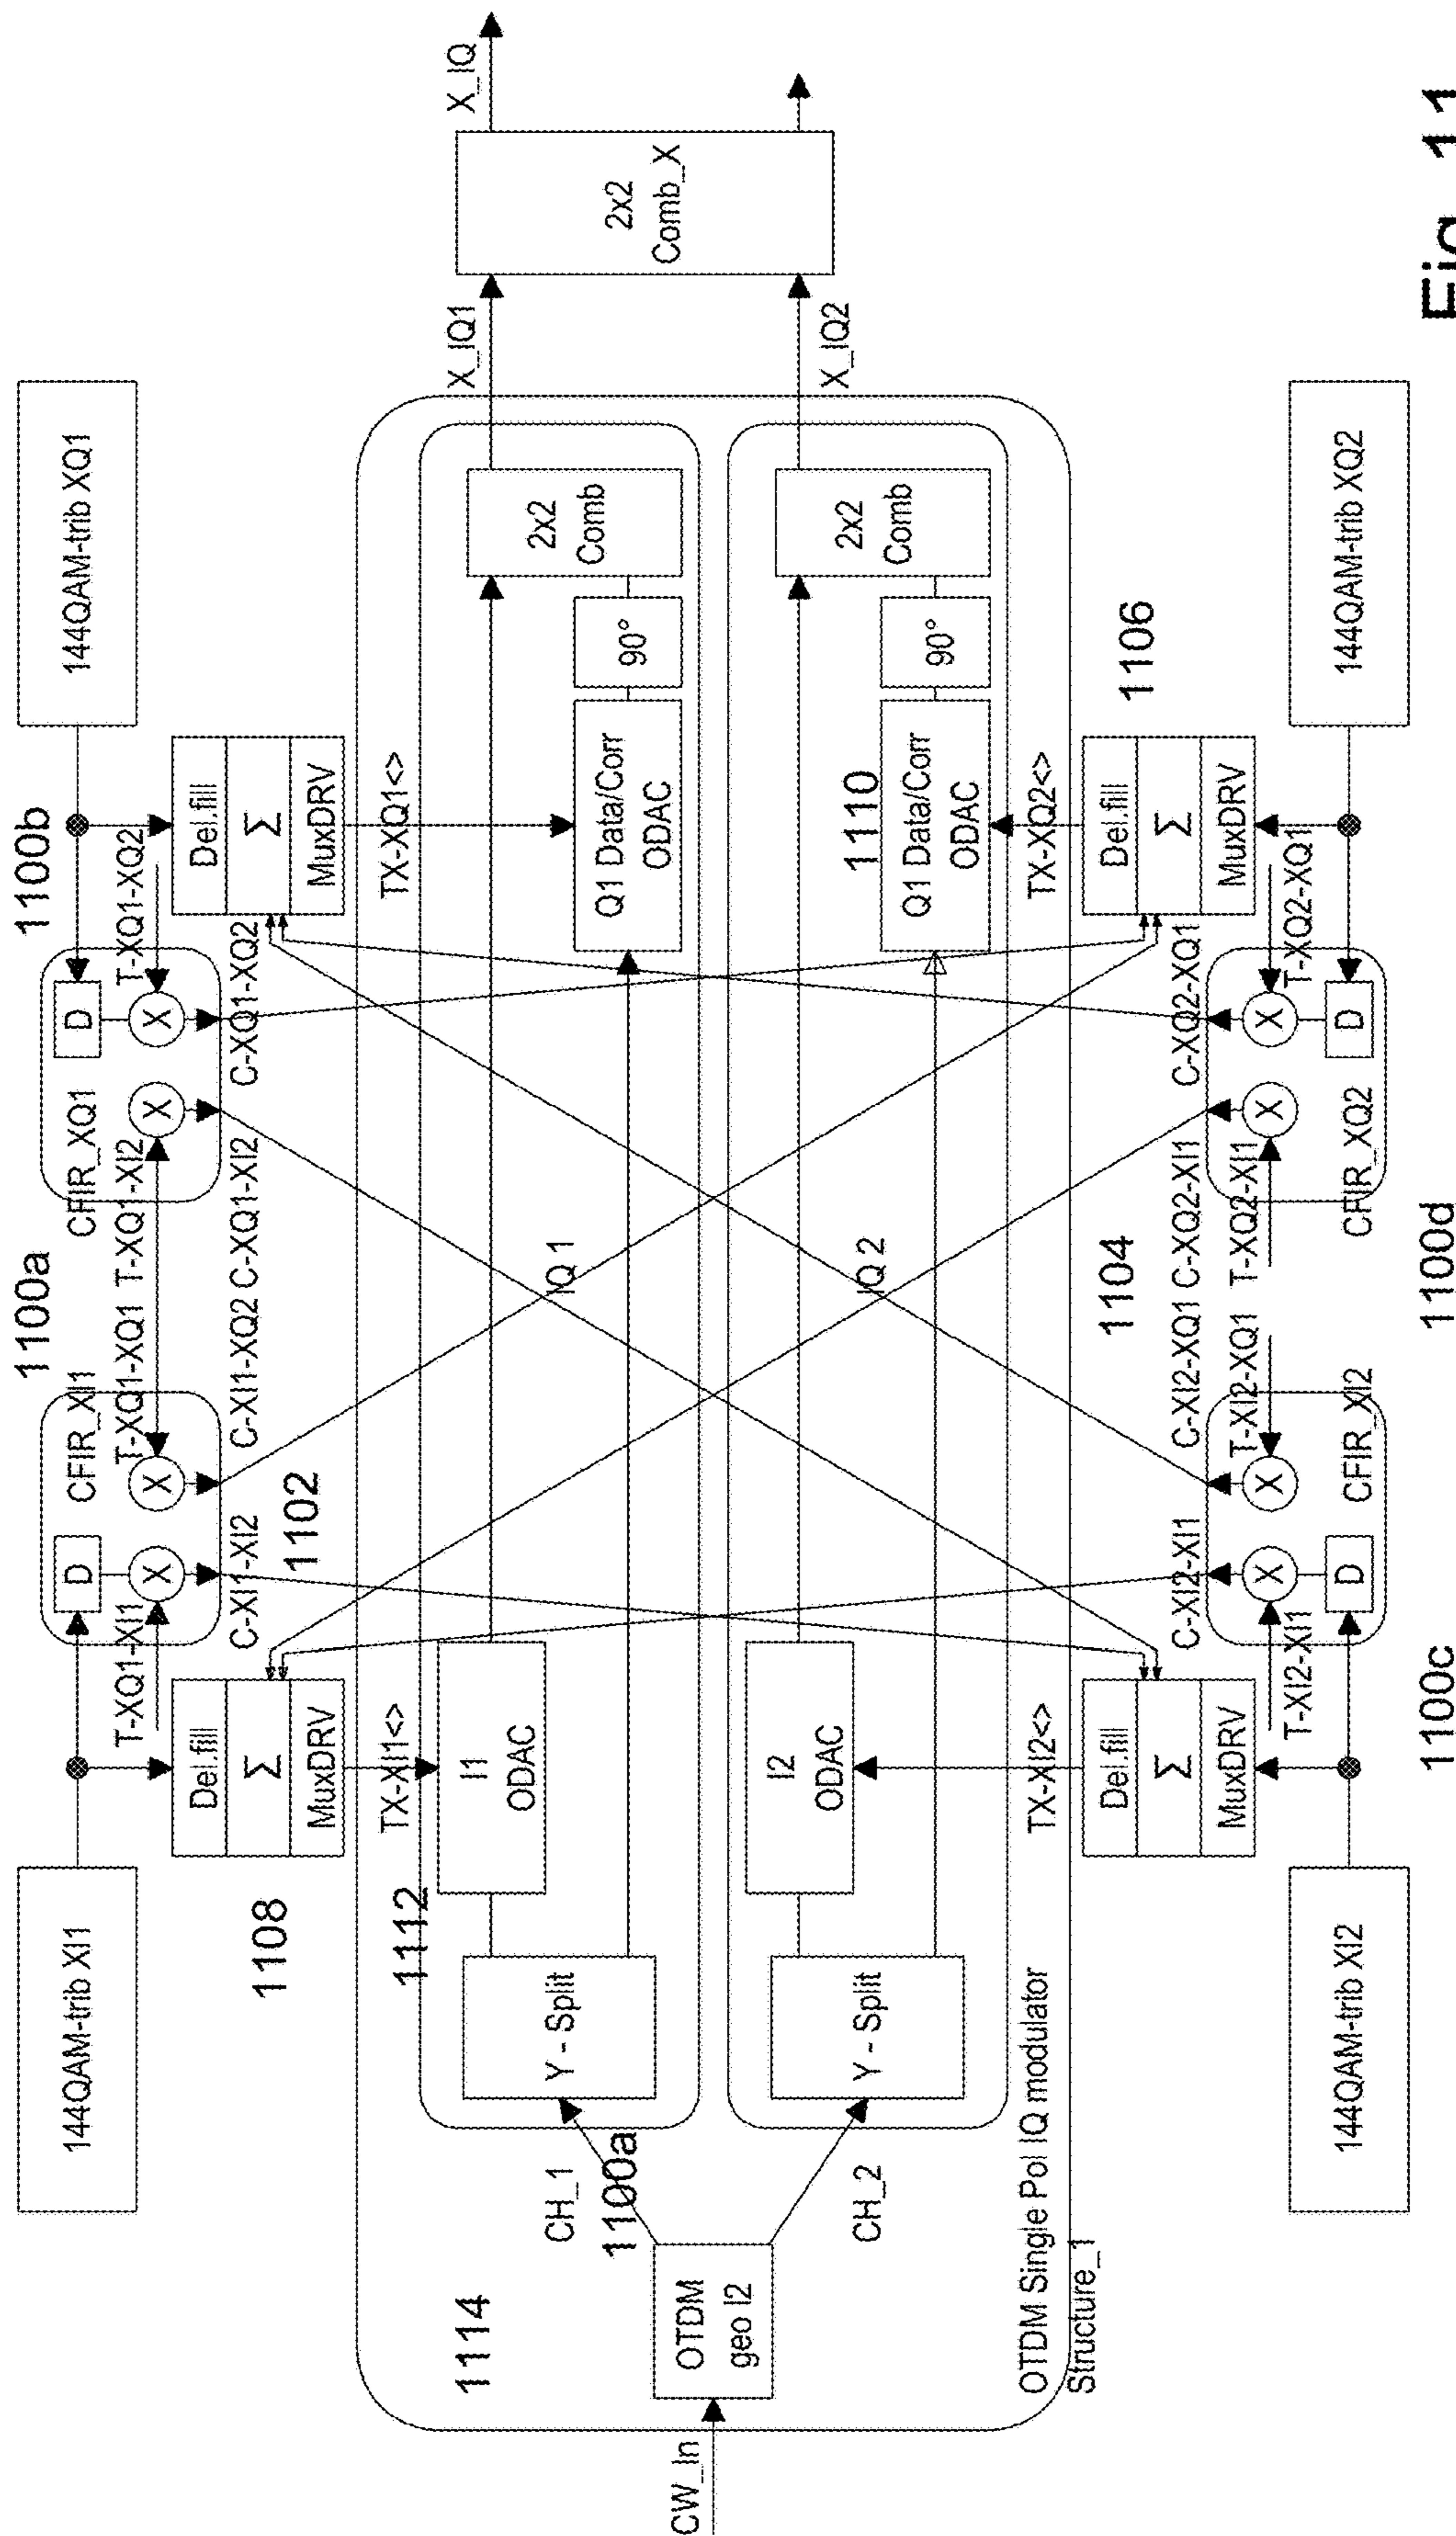 144QAM-trib XI1
1100a
1100b
144QAM-trib XQ1
D
CFIR_XI1
CFIR_XQ1
D
T-XQ1-XI1
X
X
T-XQ1-XQ1
T-XQ1-XI2
X
X
T-XQ1-XQ2
Del.fill
Σ
MuxDRV
C-XI1-XI2
C-XI1-XQ2
C-XQ1-XI2
C-XQ1-XQ2
Del.fill
Σ
MuxDRV
1108
1102
TX-XI1<>
TX-XQ1<>
1112
1114
CH_1
1100a
Y - Split
I1
ODAC
IQ 1
Q1 Data/Corr
ODAC
90°
2x2
Comb
X_IQ1
X_IQ
CW_In
OTDM
geo I2
2x2
Comb_X
CH_2
Y - Split
I2
ODAC
IQ 2
1110
Q1 Data/Corr
ODAC
90°
2x2
Comb
X_IQ2
OTDM Single Pol IQ modulator
Structure_1
TX-XI2<>
TX-XQ2<>
1104
1106
Del.fill
Σ
MuxDRV
C-XI2-XI1
C-XI2-XQ1
C-XQ2-XI1
C-XQ2-XQ1
Del.fill
Σ
MuxDRV
T-XI2-XI1
X
X
T-XI2-XQ1
T-XQ2-XI1
X
X
T-XQ2-XQ1
D
CFIR_XI2
CFIR_XQ2
D
144QAM-trib XI2
144QAM-trib XQ2
1100c
1100d
Fig. 11